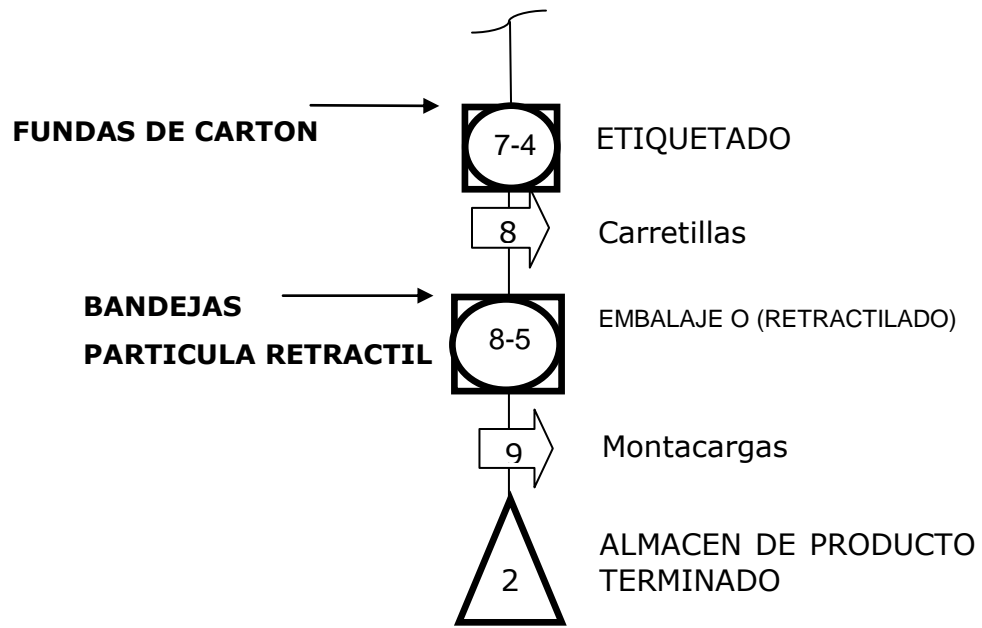 FUNDAS DE CARTON
7-4
ETIQUETADO
8
Carretillas
BANDEJAS
PARTICULA RETRACTIL
8-5
EMBALAJE O (RETRACTILADO)
9
Montacargas
2
ALMACEN DE PRODUCTO
TERMINADO